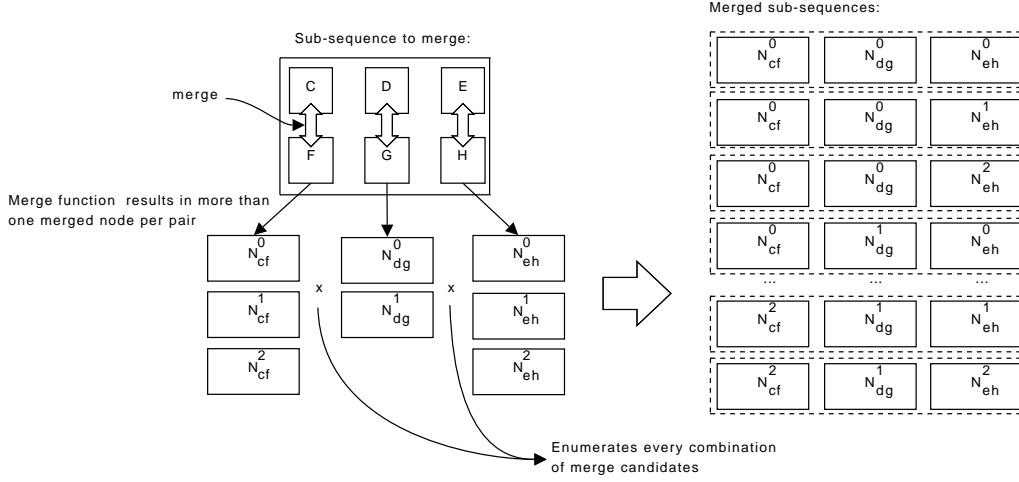 Merged sub-sequences:
Sub-sequence to merge:
C D E
merge
F G H
Merge function results in more than
one merged node per pair
N⁰cf N⁰dg N⁰eh
x x
N¹cf N¹dg N¹eh
N²cf N²eh
Enumerates every combination
of merge candidates
N⁰cf N⁰dg N⁰eh
N⁰cf N⁰dg N¹eh
N⁰cf N⁰dg N²eh
N⁰cf N¹dg N⁰eh
... ... ...
N²cf N¹dg N¹eh
N²cf N¹dg N²eh